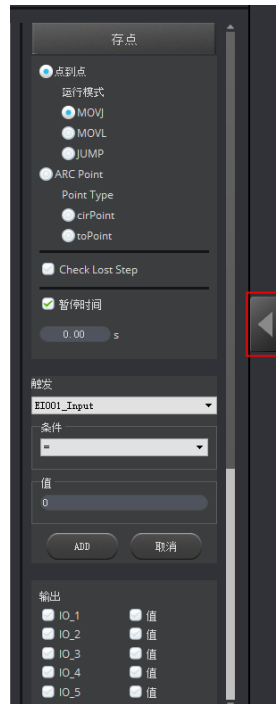 存点
点到点
运行模式
MOVJ
MOVL
JUMP
ARC Point
Point Type
cirPoint
toPoint
Check Lost Step
暂停时间
0.00 s
触发
EI001_Input
条件
=
值
0
ADD 取消
输出
IO_1 值
IO_2 值
IO_3 值
IO_4 值
IO_5 值